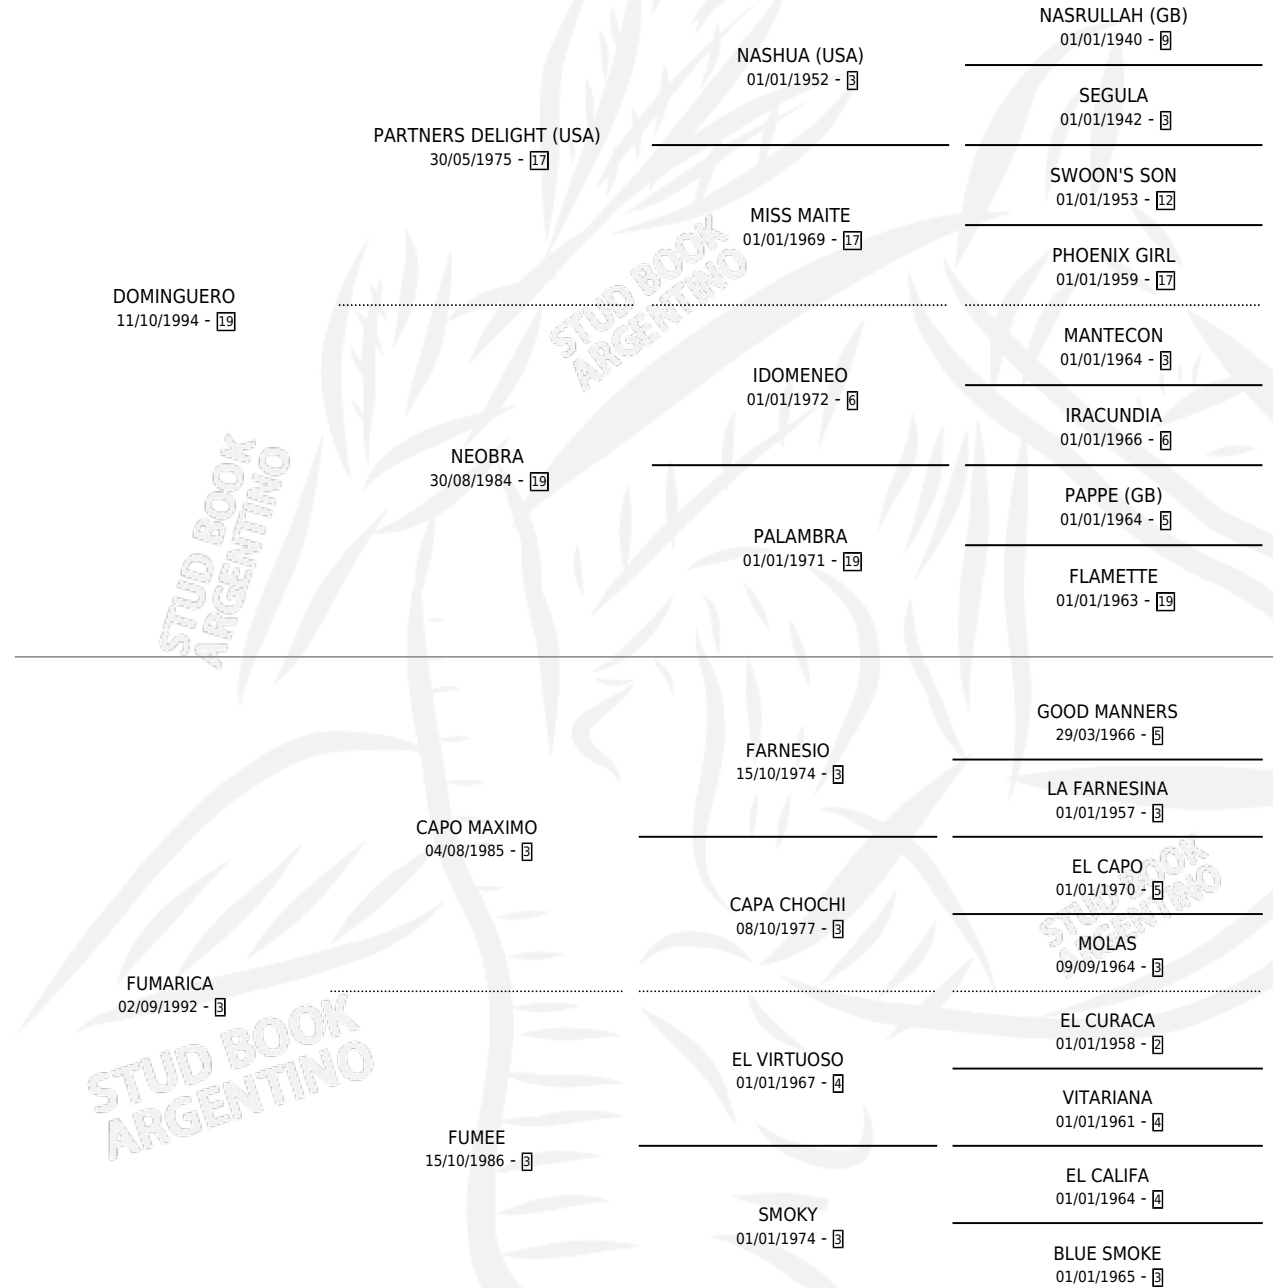 NASRULLAH (GB)
01/01/1940 - 9
NASHUA (USA)
01/01/1952 - 3
SEGULA
01/01/1942 - 3
PARTNERS DELIGHT (USA)
30/05/1975 - 17
SWOON'S SON
01/01/1953 - 12
MISS MAITE
01/01/1969 - 17
PHOENIX GIRL
01/01/1959 - 17
DOMINGUERO
11/10/1994 - 19
MANTECON
01/01/1964 - 3
IDOMENEO
01/01/1972 - 6
IRACUNDIA
01/01/1966 - 6
NEOBRA
30/08/1984 - 19
PAPPE (GB)
01/01/1964 - 5
PALAMBRA
01/01/1971 - 19
FLAMETTE
01/01/1963 - 19
STUD BOOK
ARGENTINO
STUD BOOK
ARGENTINO
GOOD MANNERS
29/03/1966 - 5
FARNESIO
15/10/1974 - 3
LA FARNESINA
01/01/1957 - 3
CAPO MAXIMO
04/08/1985 - 3
EL CAPO
01/01/1970 - 5
CAPA CHOCHI
08/10/1977 - 3
MOLAS
09/09/1964 - 3
STUD BOOK
ARGENTINO
FUMARICA
02/09/1992 - 3
EL CURACA
01/01/1958 - 2
EL VIRTUOSO
01/01/1967 - 4
VITARIANA
01/01/1961 - 4
STUD BOOK
ARGENTINO
FUMEE
15/10/1986 - 3
EL CALIFA
01/01/1964 - 4
SMOKY
01/01/1974 - 3
BLUE SMOKE
01/01/1965 - 3